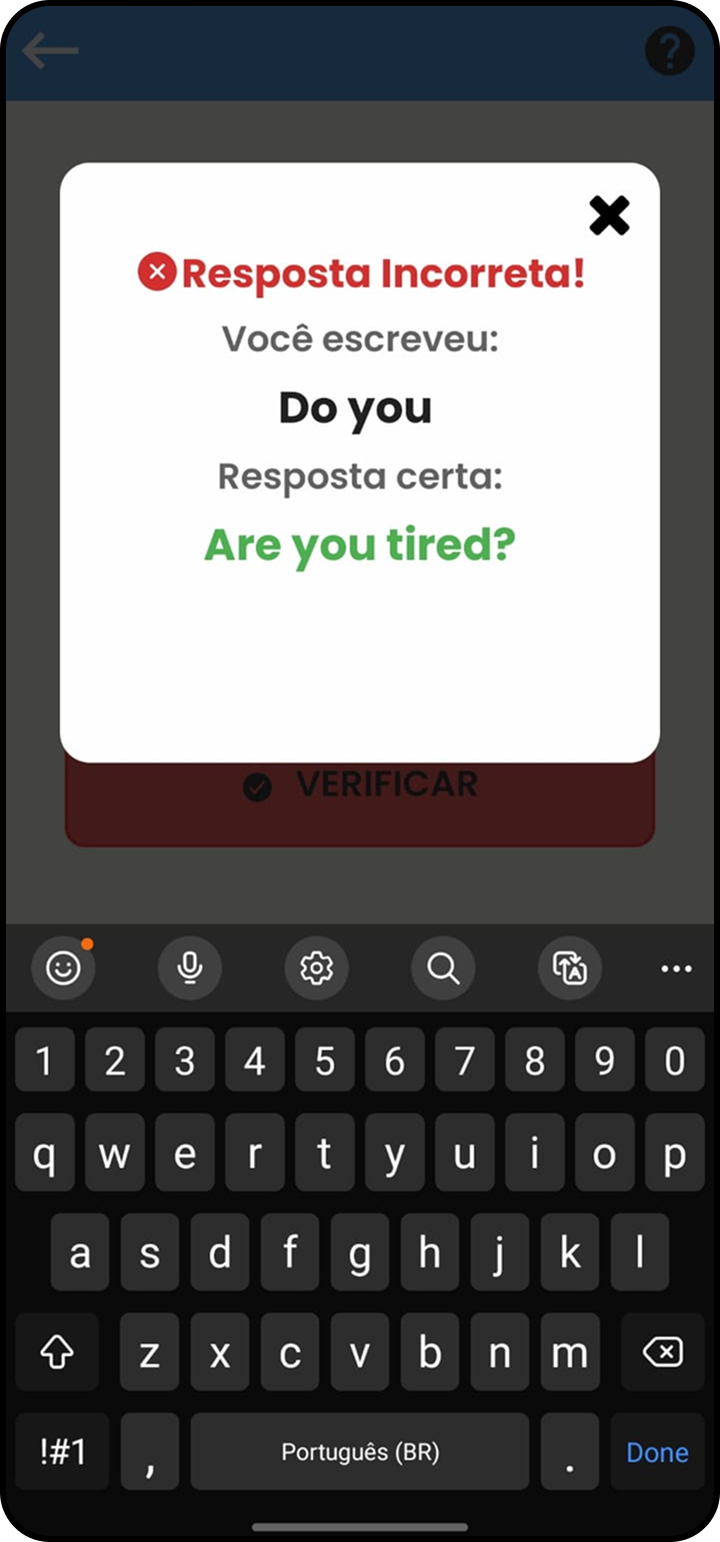 Resposta Incorreta!
Você escreveu:
Do you
Resposta certa:
Are you tired?
VERIFICAR
1 2 3 4 5 6 7 8 9 0
q w e r t y u i o p
a s d f g h j k l
z x c v b n m
!#1 , Português (BR) . Done